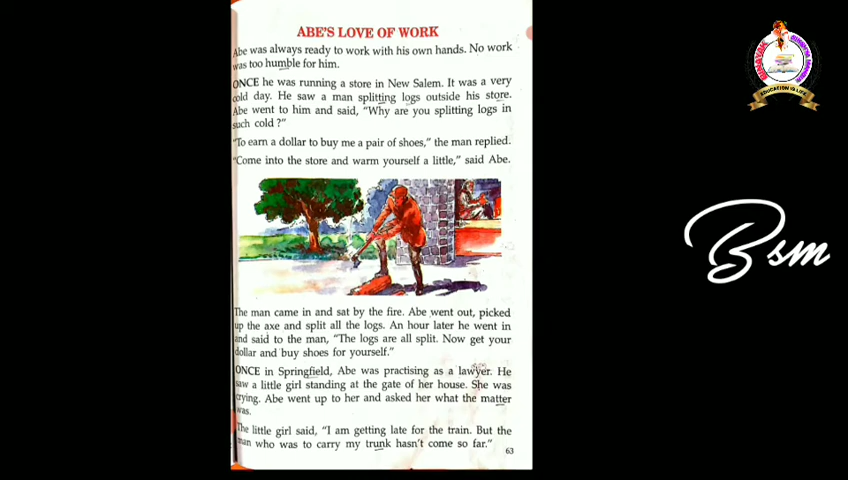 ABE'S LOVE OF WORK
Abe was always ready to work with his own hands. No work
was too humble for him.
ONCE he was running a store in New Salem. It was a very
cold day. He saw a man splitting logs outside his store.
Abe went to him and said, "Why are you splitting logs in
such cold ?"
"To earn a dollar to buy me a pair of shoes," the man replied.
"Come into the store and warm yourself a little," said Abe.
The man came in and sat by the fire. Abe went out, picked
up the axe and split all the logs. An hour later he went in
and said to the man, "The logs are all split. Now get your
dollar and buy shoes for yourself."
ONCE in Springfield, Abe was practising as a lawyer. He
saw a little girl standing at the gate of her house. She was
crying. Abe went up to her and asked her what the matter
was.
The little girl said, "I am getting late for the train. But the
man who was to carry my trunk hasn't come so far."
63
EDUCATION IS LIFE
Bsm